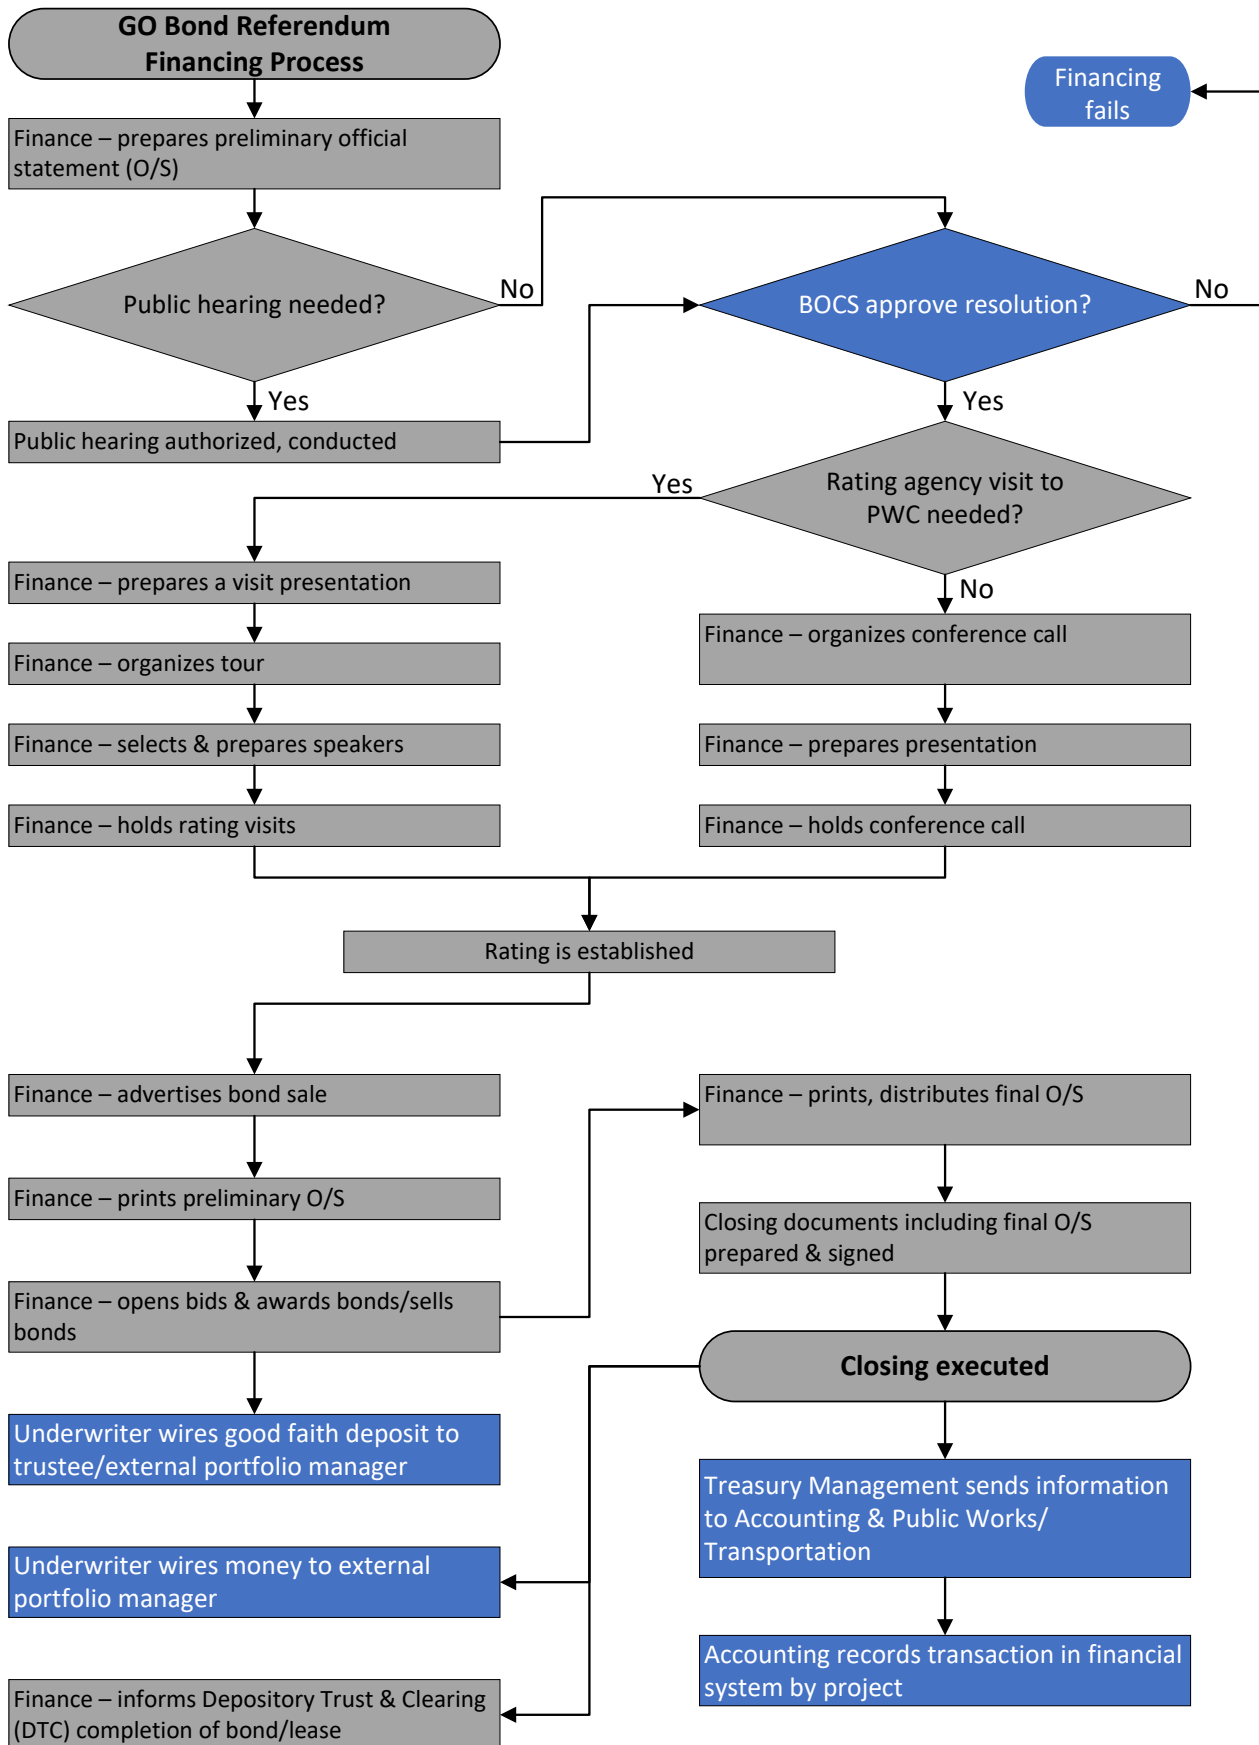 GO Bond Referendum
Financing Process
Financing
fails
Finance – prepares preliminary official
statement (O/S)
Public hearing needed?
No
BOCS approve resolution?
No
Yes
Yes
Public hearing authorized, conducted
Rating agency visit to
PWC needed?
Yes
No
Finance – prepares a visit presentation
Finance – organizes conference call
Finance – organizes tour
Finance – selects & prepares speakers
Finance – prepares presentation
Finance – holds rating visits
Finance – holds conference call
Rating is established
Finance – advertises bond sale
Finance – prints, distributes final O/S
Finance – prints preliminary O/S
Closing documents including final O/S
prepared & signed
Finance – opens bids & awards bonds/sells
bonds
Closing executed
Underwriter wires good faith deposit to
trustee/external portfolio manager
Treasury Management sends information
to Accounting & Public Works/
Transportation
Underwriter wires money to external
portfolio manager
Accounting records transaction in financial
system by project
Finance – informs Depository Trust & Clearing
(DTC) completion of bond/lease